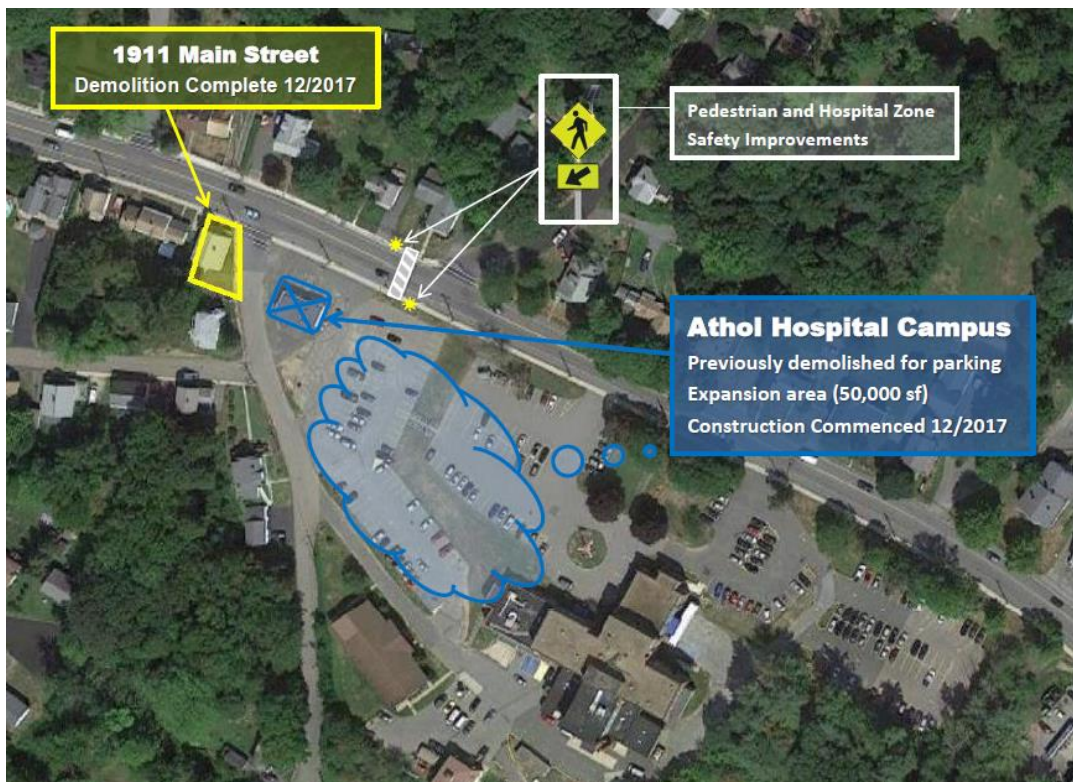 1911 Main Street
Demolition Complete 12/2017
Pedestrian and Hospital Zone
Safety Improvements
Athol Hospital Campus
Previously demolished for parking
Expansion area (50,000 sf)
Construction Commenced 12/2017